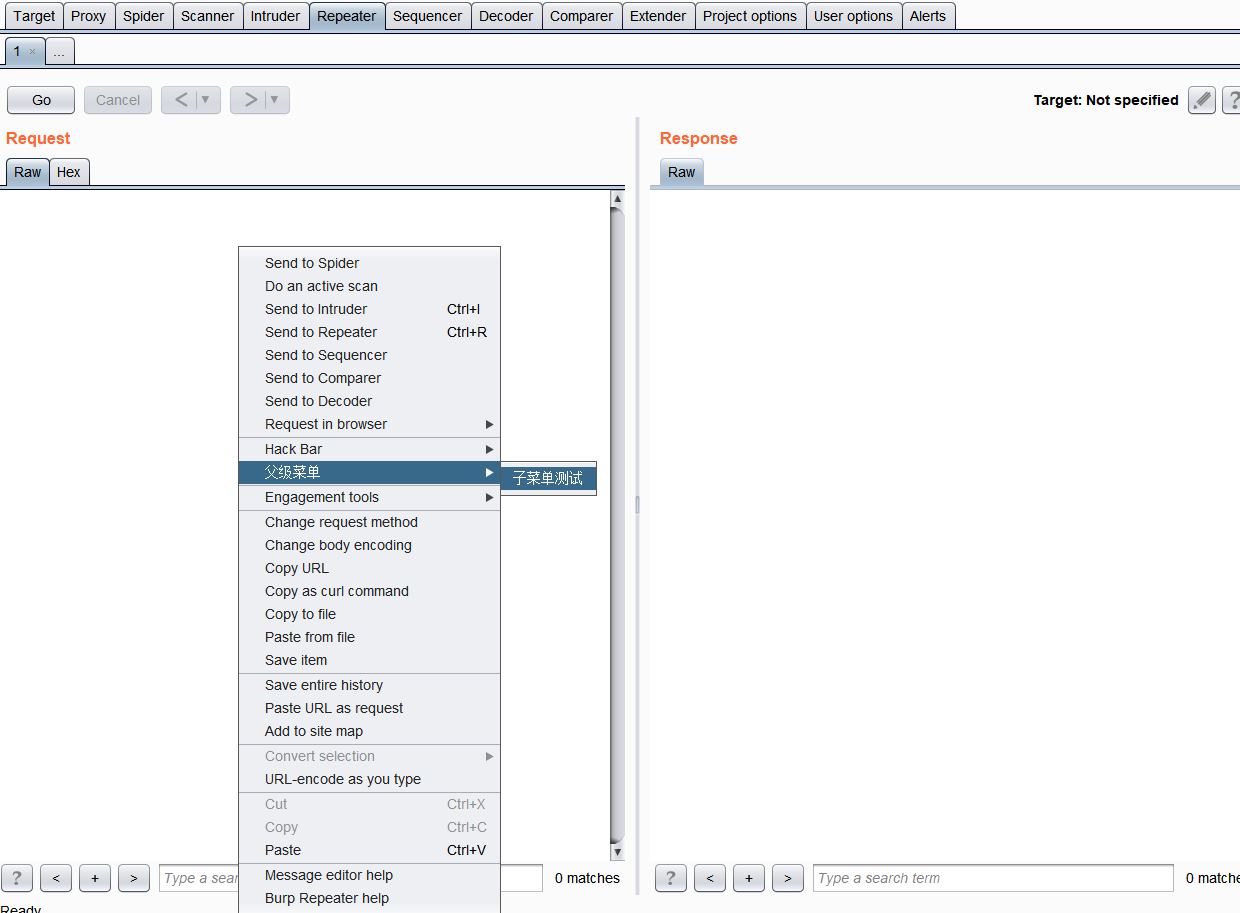 Target Proxy Spider Scanner Intruder Repeater Sequencer Decoder Comparer Extender Project options User options Alerts
1 × ...
Go Cancel < ▼ > ▼ Target: Not specified ?
Request
Raw Hex
Response
Raw
Send to Spider
Do an active scan
Send to Intruder Ctrl+I
Send to Repeater Ctrl+R
Send to Sequencer
Send to Comparer
Send to Decoder
Request in browser
Hack Bar
父级菜单
子菜单测试
Engagement tools
Change request method
Change body encoding
Copy URL
Copy as curl command
Copy to file
Paste from file
Save item
Save entire history
Paste URL as request
Add to site map
Convert selection
URL-encode as you type
Cut Ctrl+X
Copy Ctrl+C
Paste Ctrl+V
Message editor help
Burp Repeater help
? < + > Type a sear 0 matches
? < + > Type a search term 0 matche
Ready